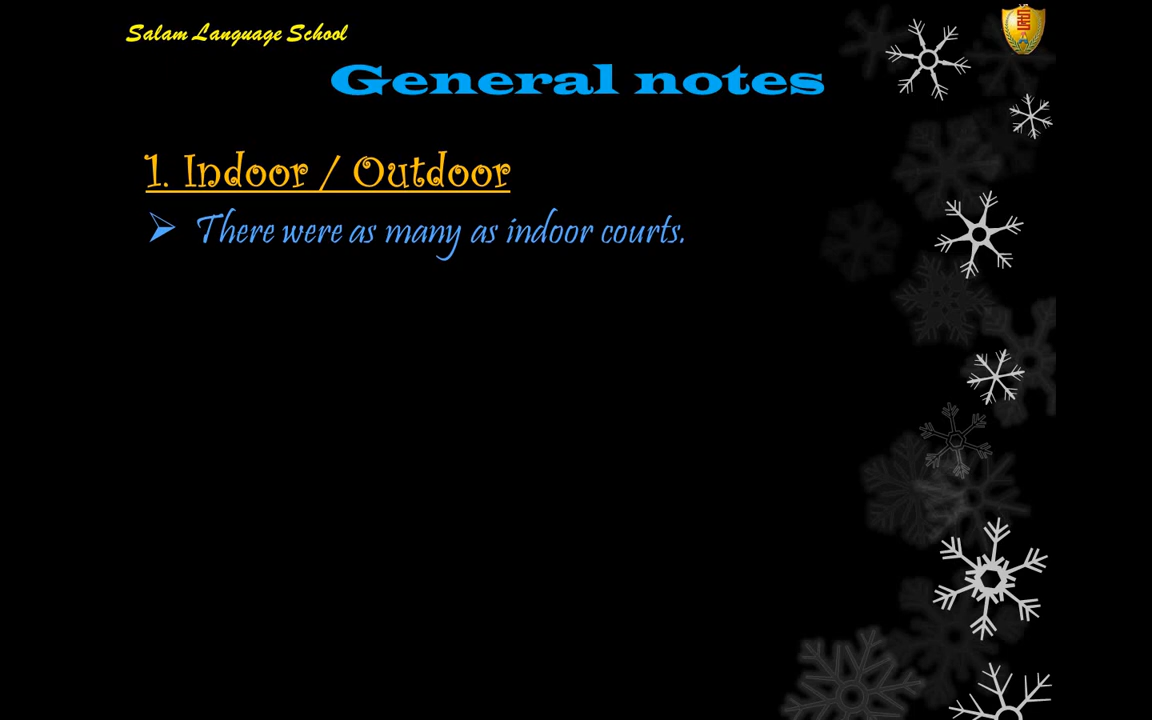 Salam Language School
General notes
1. Indoor / Outdoor
There were as many as indoor courts.